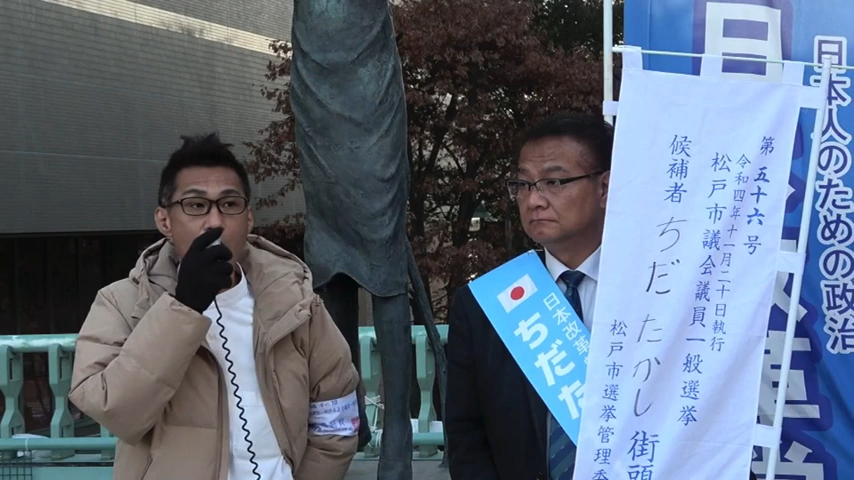 第五十六号
令和四年十一月二十日執行
松戸市議会議員一般選挙
候補者 ちだ たかし 街頭
松戸市選挙管理委
日本改革
ちだた
日本人のための政治
日
革党